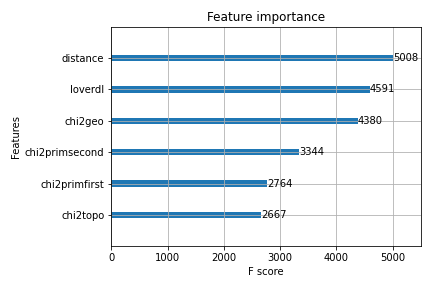 Feature importance
Features
distance
5008
loverdl
4591
chi2geo
4380
chi2primsecond
3344
chi2primfirst
2764
chi2topo
2667
0 1000 2000 3000 4000 5000
F score